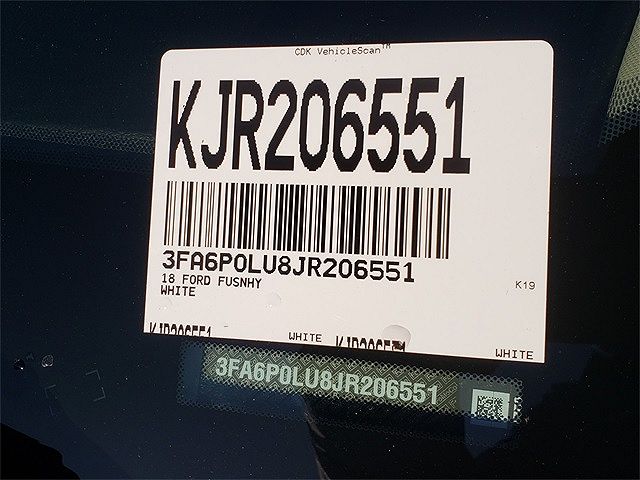 CDK VehicleScan™
KJR206551
3FA6P0LU8JR206551
18 FORD FUSNHY
WHITE
K19
WHITE
WHITE
3FA6P0LU8JR206551